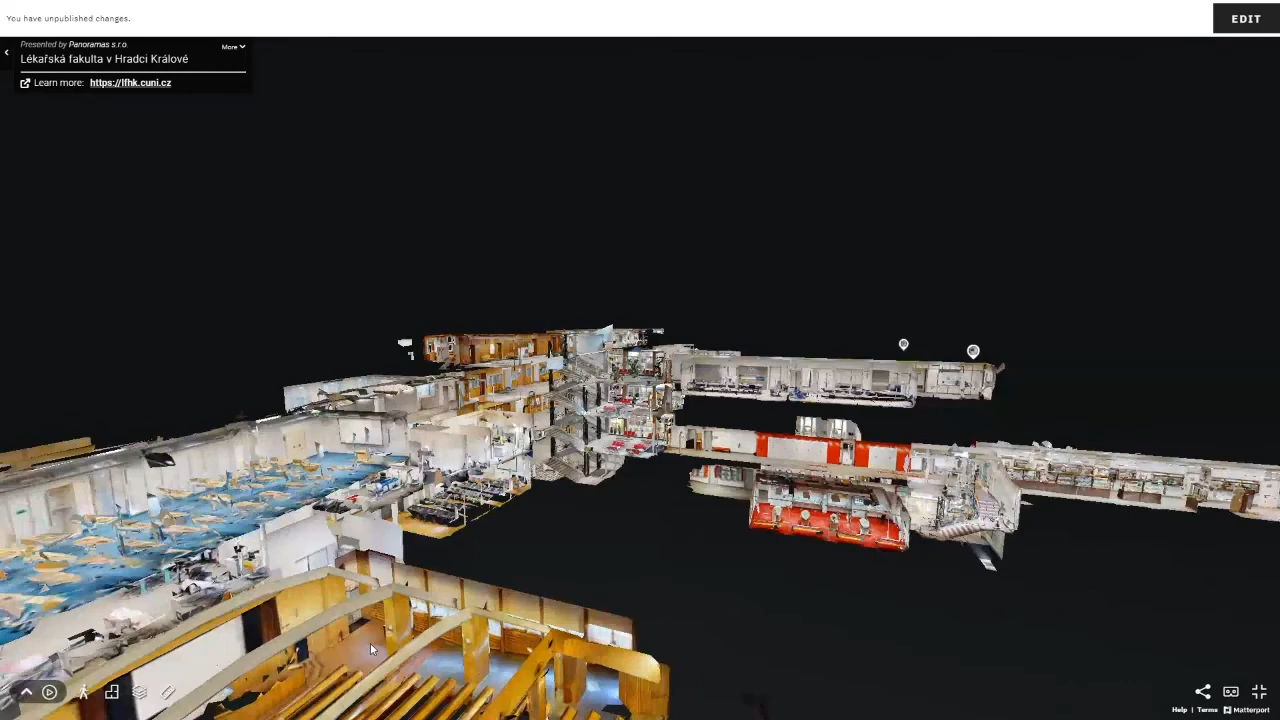 You have unpublished changes.
EDIT
Presented by Panoramas s.r.o.
More
Lékařská fakulta v Hradci Králové
Learn more: https://lfhk.cuni.cz
Help | Terms Matterport